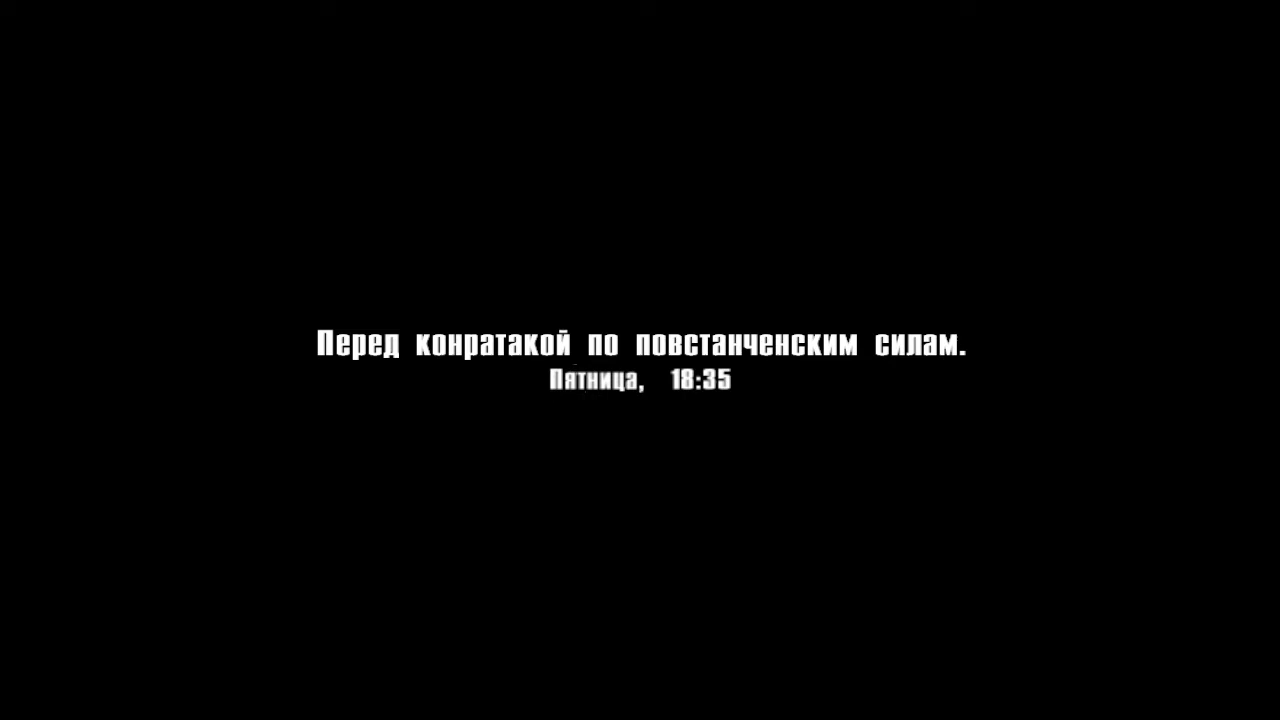 Перед конратакой по повстанченским силам.
Пятница, 18:35